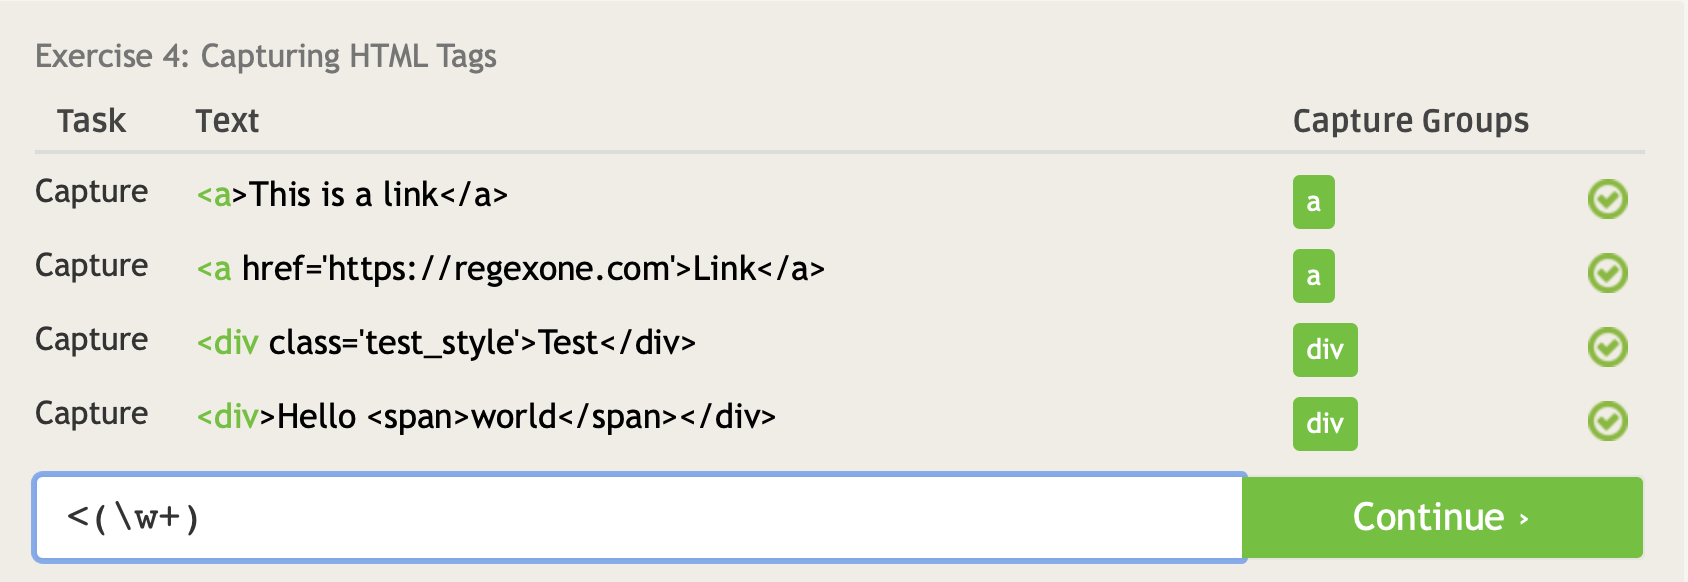 Exercise 4: Capturing HTML Tags
Task Text Capture Groups
Capture <a>This is a link</a> a
Capture <a href='https://regexone.com'>Link</a> a
Capture <div class='test_style'>Test</div> div
Capture <div>Hello <span>world</span></div> div
<(\w+) Continue ›